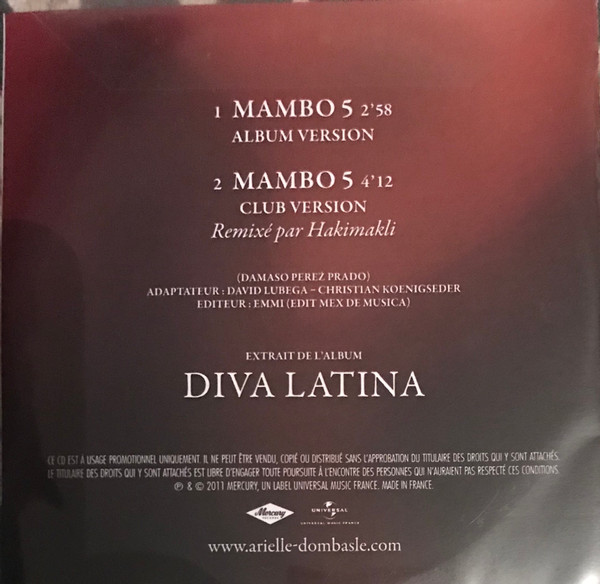 1 MAMBO 5 2'58
ALBUM VERSION
2 MAMBO 5 4'12
CLUB VERSION
Remixé par Hakimakli
(DAMASO PEREZ PRADO)
ADAPTATEUR : DAVID LUBEGA – CHRISTIAN KOENIGSEDER
EDITEUR : EMMI (EDIT MEX DE MUSICA)
EXTRAIT DE L'ALBUM
DIVA LATINA
CE CD EST À USAGE PROMOTIONNEL UNIQUEMENT. IL NE PEUT ÊTRE VENDU, COPIÉ OU DISTRIBUÉ SANS L'APPROBATION DU TITULAIRE DES DROITS QUI Y SONT ATTACHÉS.
LE TITULAIRE DES DROITS QUI Y SONT ATTACHÉS EST LIBRE D'ENGAGER TOUTE POURSUITE À L'ENCONTRE DES PERSONNES QUI N'AURAIENT PAS RESPECTÉ CES CONDITIONS.
℗ & © 2011 MERCURY, UN LABEL UNIVERSAL MUSIC FRANCE. MADE IN FRANCE.
Mercury RECORDS
UNIVERSAL
UNIVERSAL MUSIC FRANCE
www.arielle-dombasle.com